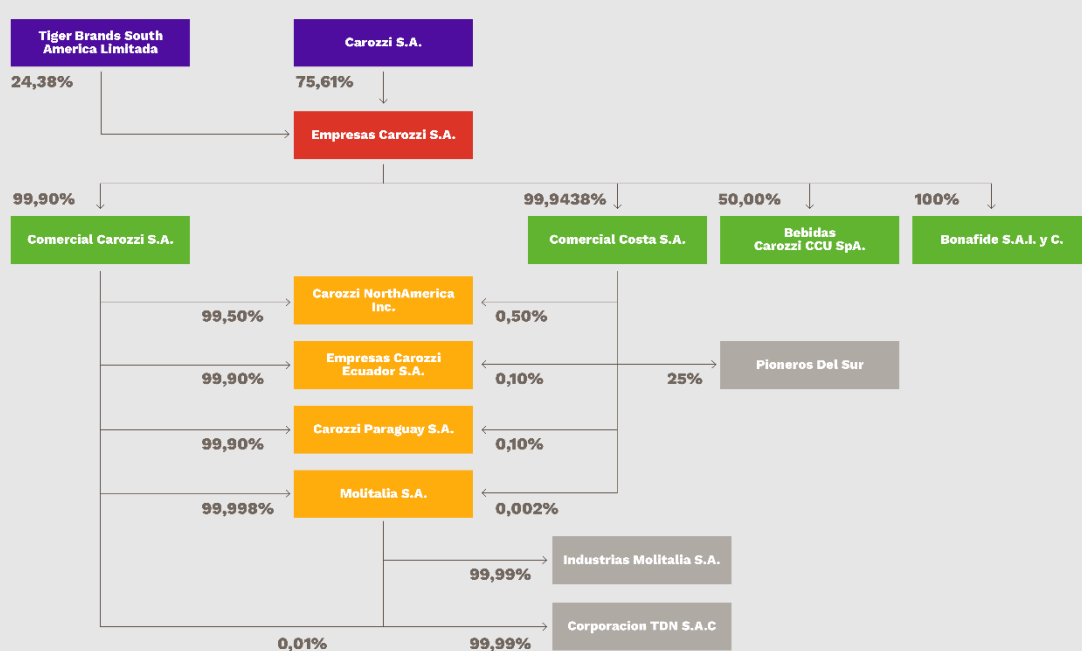 Tiger Brands South
America Limitada
Carozzi S.A.
24,38%
75,61%
Empresas Carozzi S.A.
99,90%
99,9438%
50,00%
100%
Comercial Carozzi S.A.
Comercial Costa S.A.
Bebidas
Carozzi CCU SpA.
Bonafide S.A.I. y C.
Carozzi NorthAmerica
Inc.
99,50%
0,50%
Empresas Carozzi
Ecuador S.A.
Pioneros Del Sur
99,90%
0,10%
25%
Carozzi Paraguay S.A.
99,90%
0,10%
Molitalia S.A.
99,998%
0,002%
Industrias Molitalia S.A.
99,99%
Corporacion TDN S.A.C
0,01%
99,99%